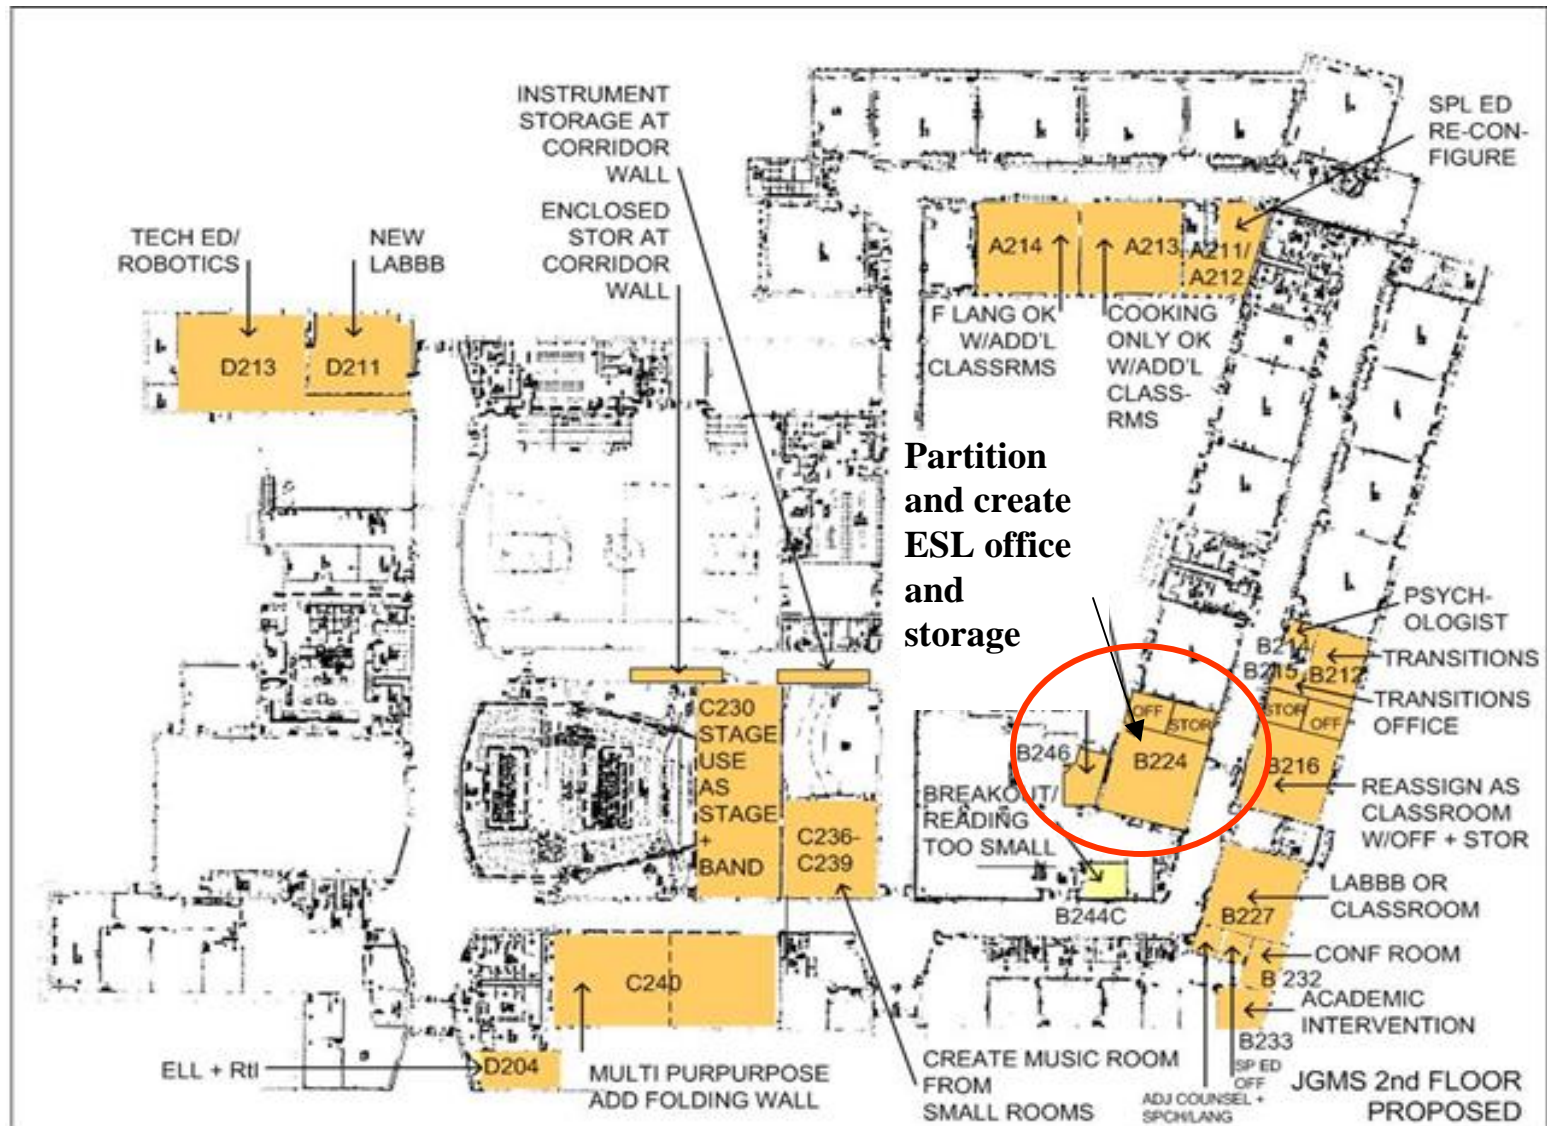 INSTRUMENT
STORAGE AT
CORRIDOR
WALL
ENCLOSED
STOR AT
CORRIDOR
WALL
SPL ED
RE-CON-
FIGURE
TECH ED/
ROBOTICS
NEW
LABBB
D213
D211
A214
A213
A211/
A212
F LANG OK
W/ADD'L
CLASSRMS
COOKING
ONLY OK
W/ADD'L
CLASS-
RMS
Partition
and create
ESL office
and
storage
PSYCH-
OLOGIST
B214/
B215
B212
TRANSITIONS
TRANSITIONS
OFFICE
STOR
OFF
OFF
STOR
B246
B224
B216
REASSIGN AS
CLASSROOM
W/OFF + STOR
C230
STAGE
USE
AS
STAGE
+
BAND
C236-
C239
BREAKOUT/
READING
TOO SMALL
B244C
LABBB OR
CLASSROOM
B227
CONF ROOM
B 232
ACADEMIC
INTERVENTION
B233
C240
ELL + RtI
D204
MULTI PURPURPOSE
ADD FOLDING WALL
CREATE MUSIC ROOM
FROM
SMALL ROOMS
SP ED
OFF
ADJ COUNSEL +
SPCH/LANG
JGMS 2nd FLOOR
PROPOSED